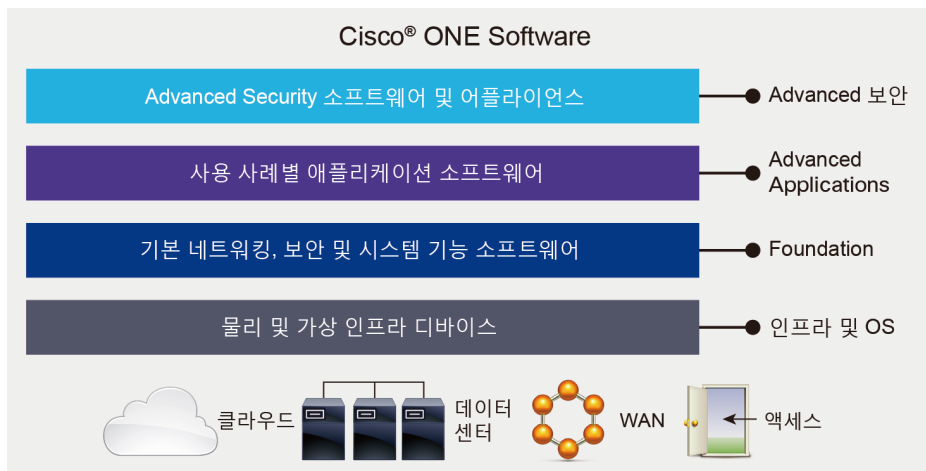 Cisco® ONE Software
Advanced Security 소프트웨어 및 어플라이언스
Advanced 보안
사용 사례별 애플리케이션 소프트웨어
Advanced
Applications
기본 네트워킹, 보안 및 시스템 기능 소프트웨어
Foundation
물리 및 가상 인프라 디바이스
인프라 및 OS
클라우드
데이터
센터
WAN
액세스